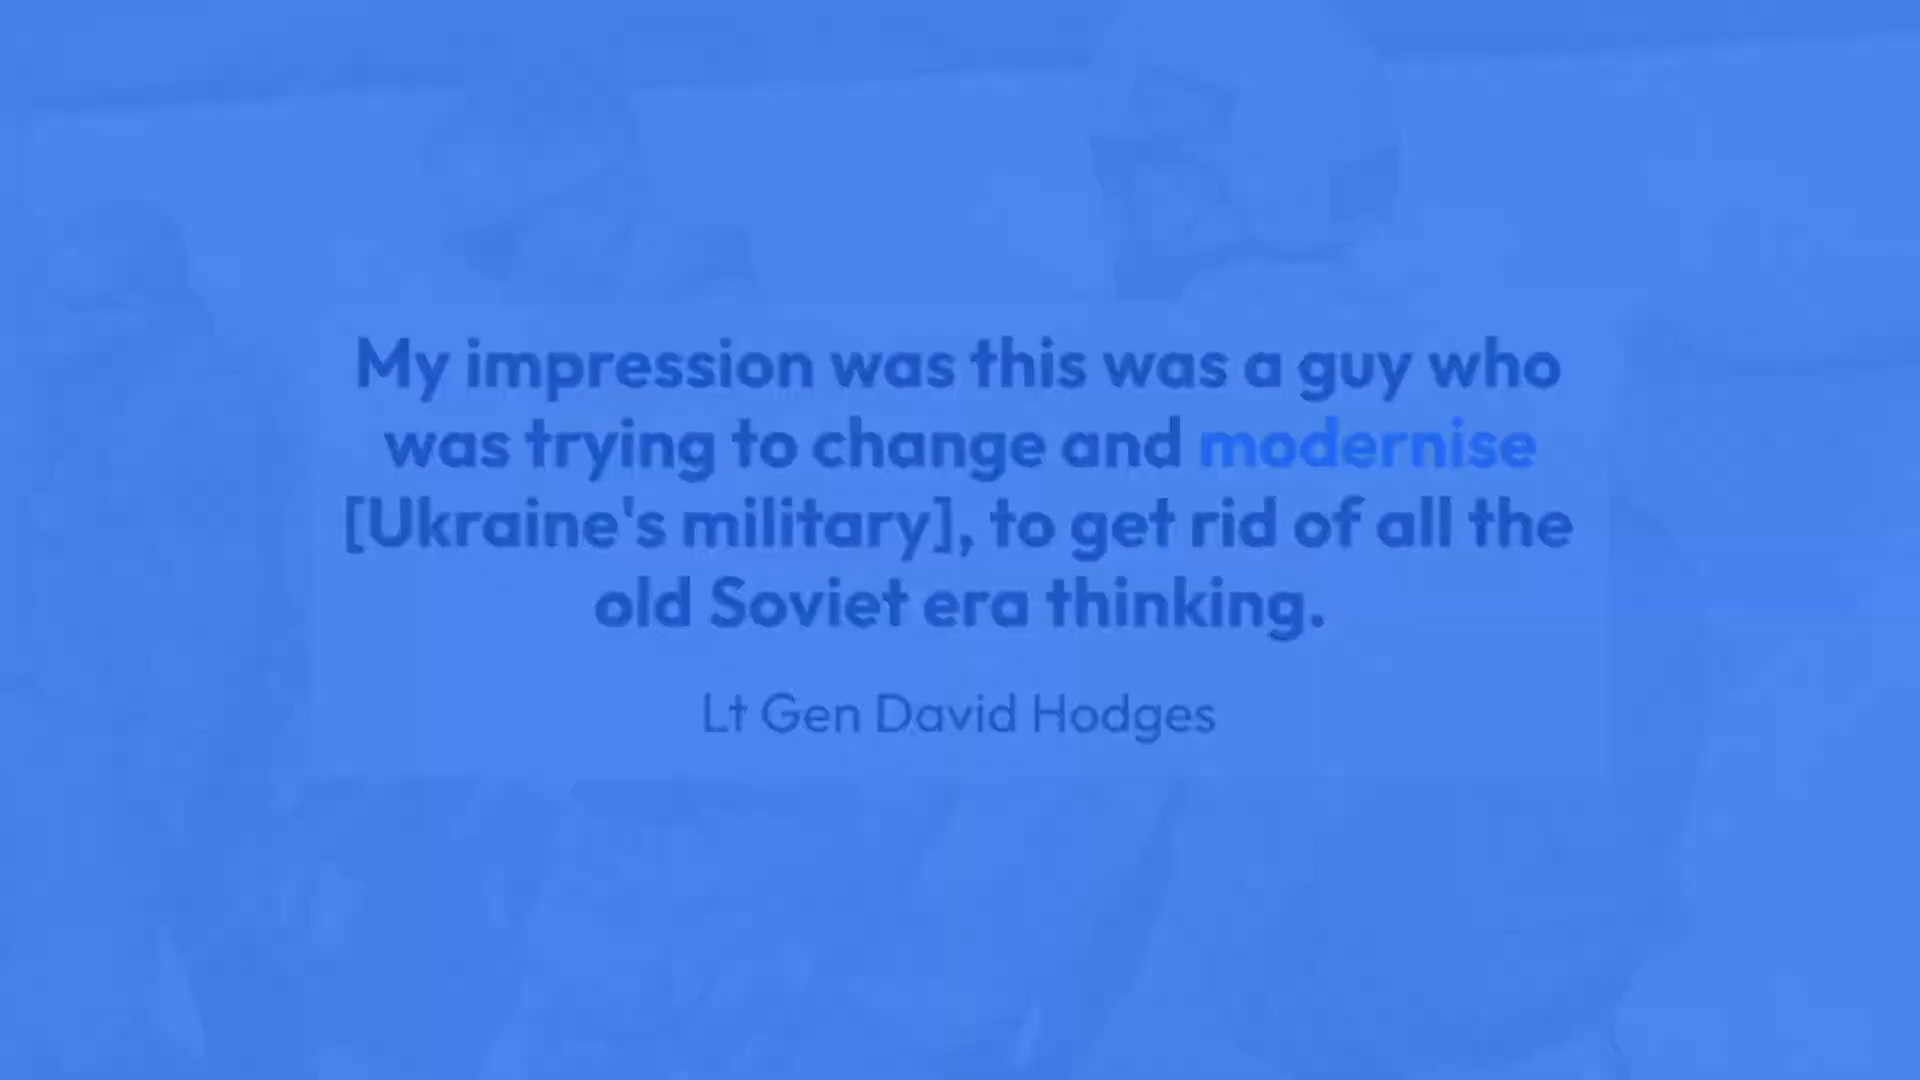 My impression was this was a guy who
was trying to change and modernise
[Ukraine's military], to get rid of all the
old Soviet era thinking.
Lt Gen David Hodges